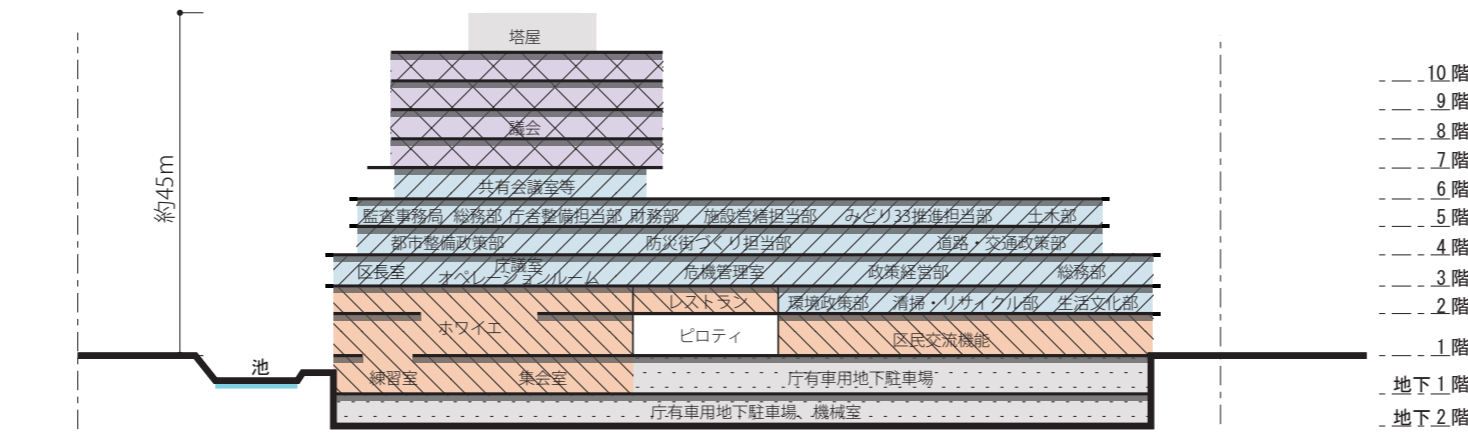 塔屋
10階
9階
議会
8階
7階
共有会議室等
6階
監査事務局 総務部 庁舎整備担当部 財務部 施設営繕担当部 みどり33推進担当部 土木部
5階
都市整備政策部 防災街づくり担当部 道路・交通政策部
4階
区長室 庁議室 危機管理室 政策経営部 総務部
オペレーションルーム
3階
レストラン 環境政策部 清掃・リサイクル部 生活文化部
2階
ホワイエ ピロティ 区民交流機能
1階
池
練習室 集会室 庁有車用地下駐車場
地下1階
庁有車用地下駐車場、機械室
地下2階
約45m